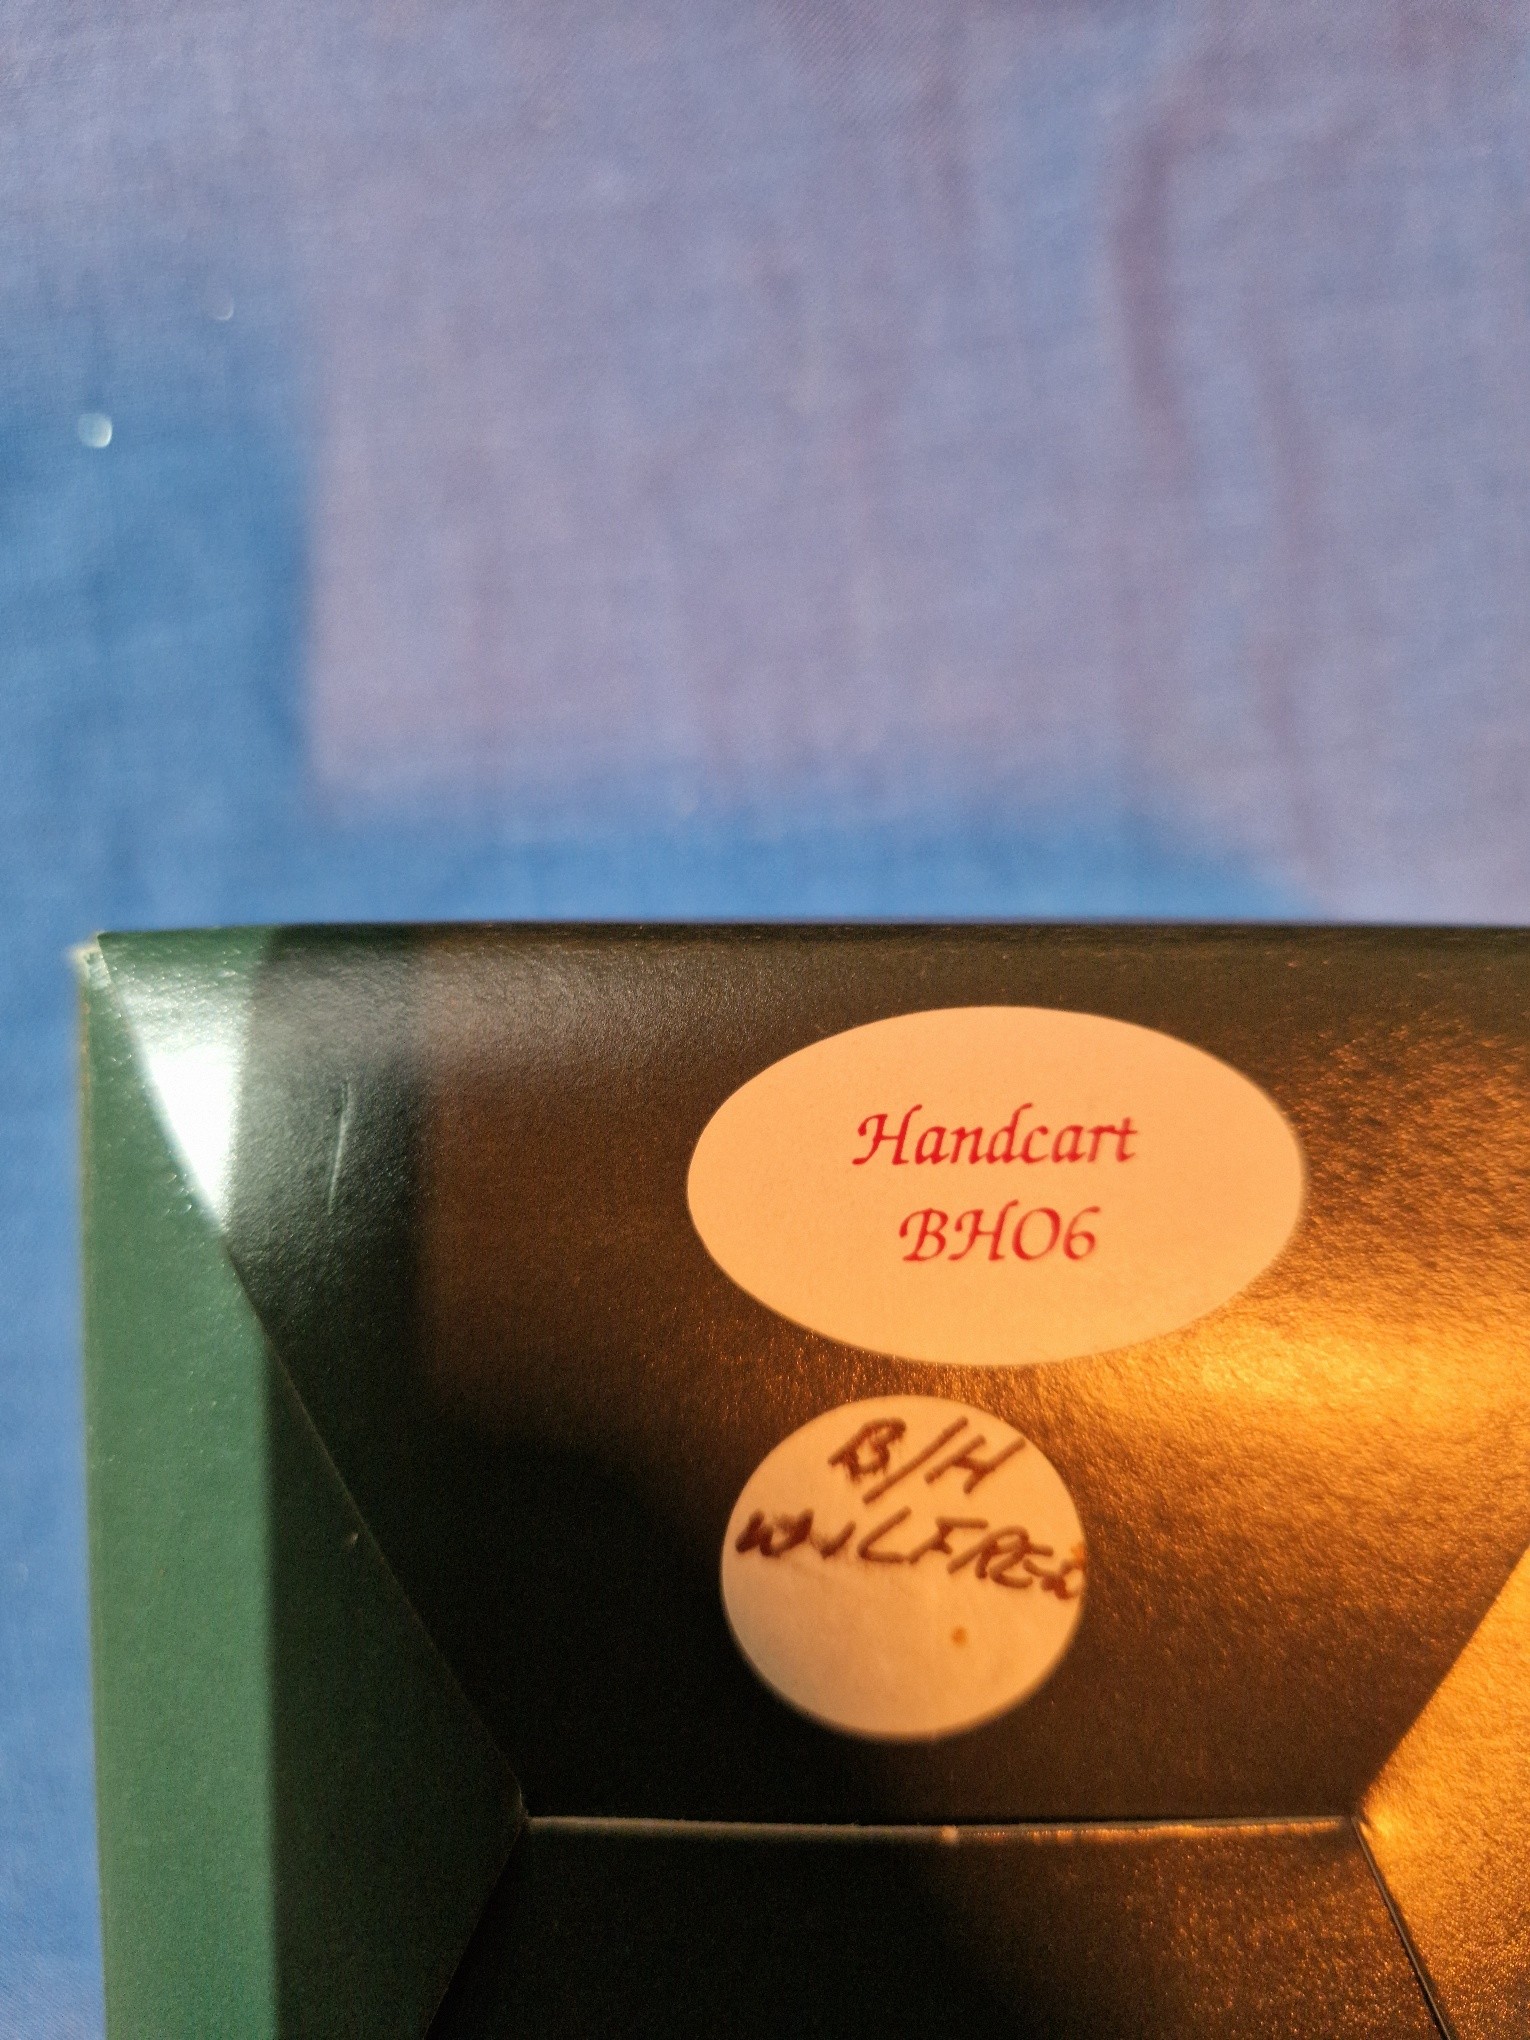 Handcart
BH06
B/H
WILFRED